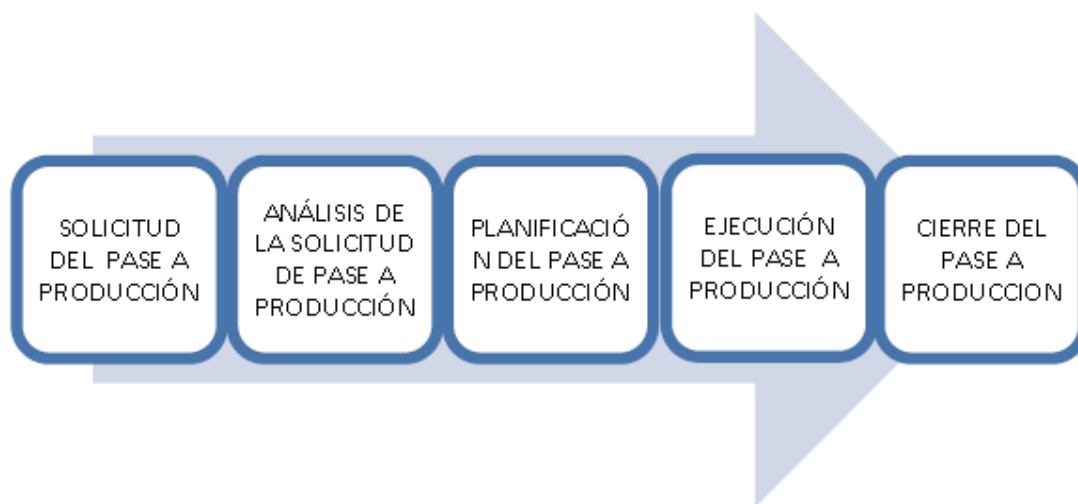 SOLICITUD
DEL PASE A
PRODUCCIÓN
ANÁLISIS DE
LA SOLICITUD
DE PASE A
PRODUCCIÓN
PLANIFICACIÓ
N DEL PASE A
PRODUCCIÓN
EJECUCIÓN
DEL PASE A
PRODUCCIÓN
CIERRE DEL
PASE A
PRODUCCION